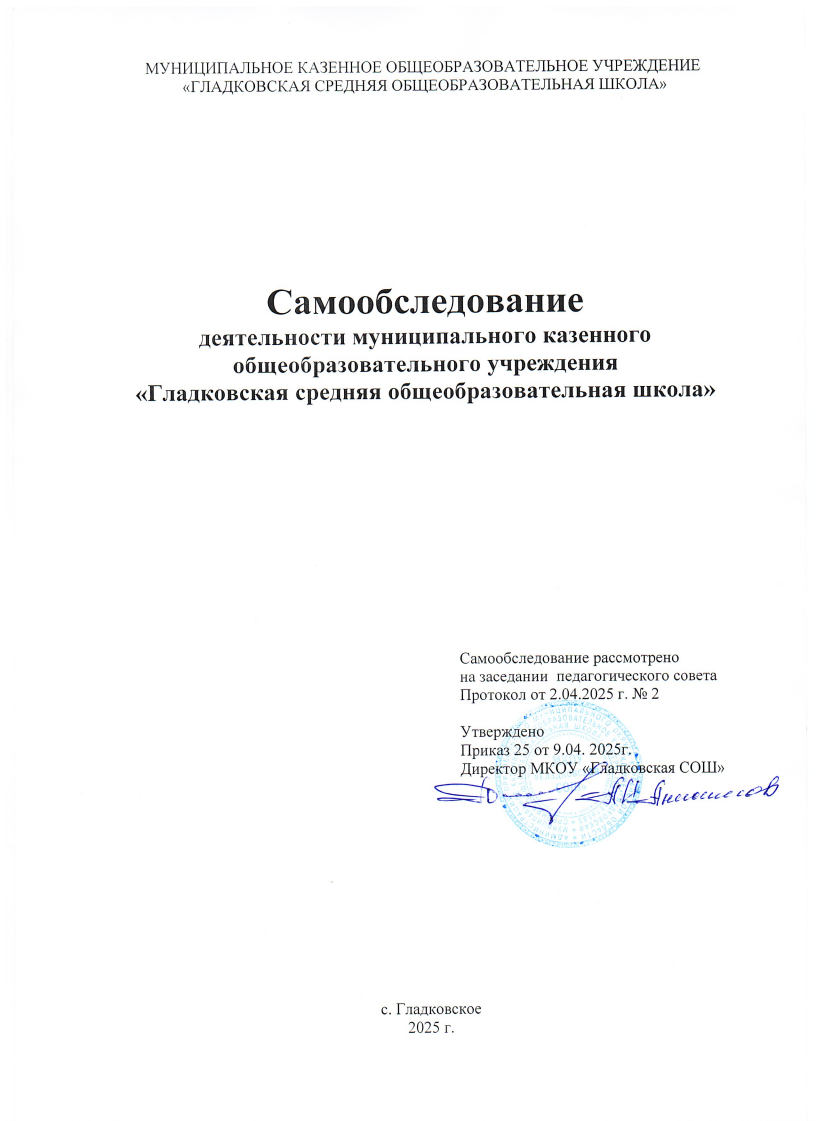 МУНИЦИПАЛЬНОЕ КАЗЕННОЕ ОБЩЕОБРАЗОВАТЕЛЬНОЕ УЧРЕЖДЕНИЕ
«ГЛАДКОВСКАЯ СРЕДНЯЯ ОБЩЕОБРАЗОВАТЕЛЬНАЯ ШКОЛА»
Самообследование
деятельности муниципального казенного
общеобразовательного учреждения
«Гладковская средняя общеобразовательная школа»
Самообследование рассмотрено
на заседании педагогического совета
Протокол от 2.04.2025 г. № 2
Утверждено
Приказ 25 от 9.04. 2025г.
Директор МКОУ «Гладковская СОШ»
с. Гладковское
2025 г.